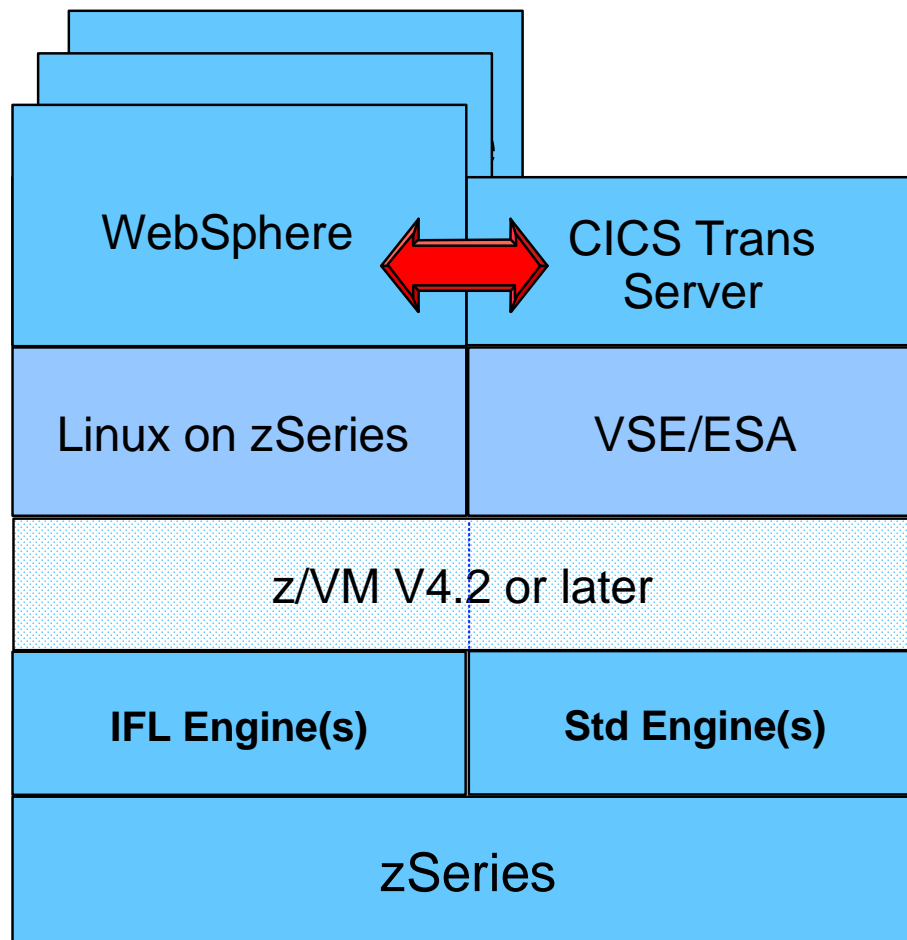 WebSphere
CICS Trans
Server
Linux on zSeries
VSE/ESA
z/VM V4.2 or later
IFL Engine(s)
Std Engine(s)
zSeries